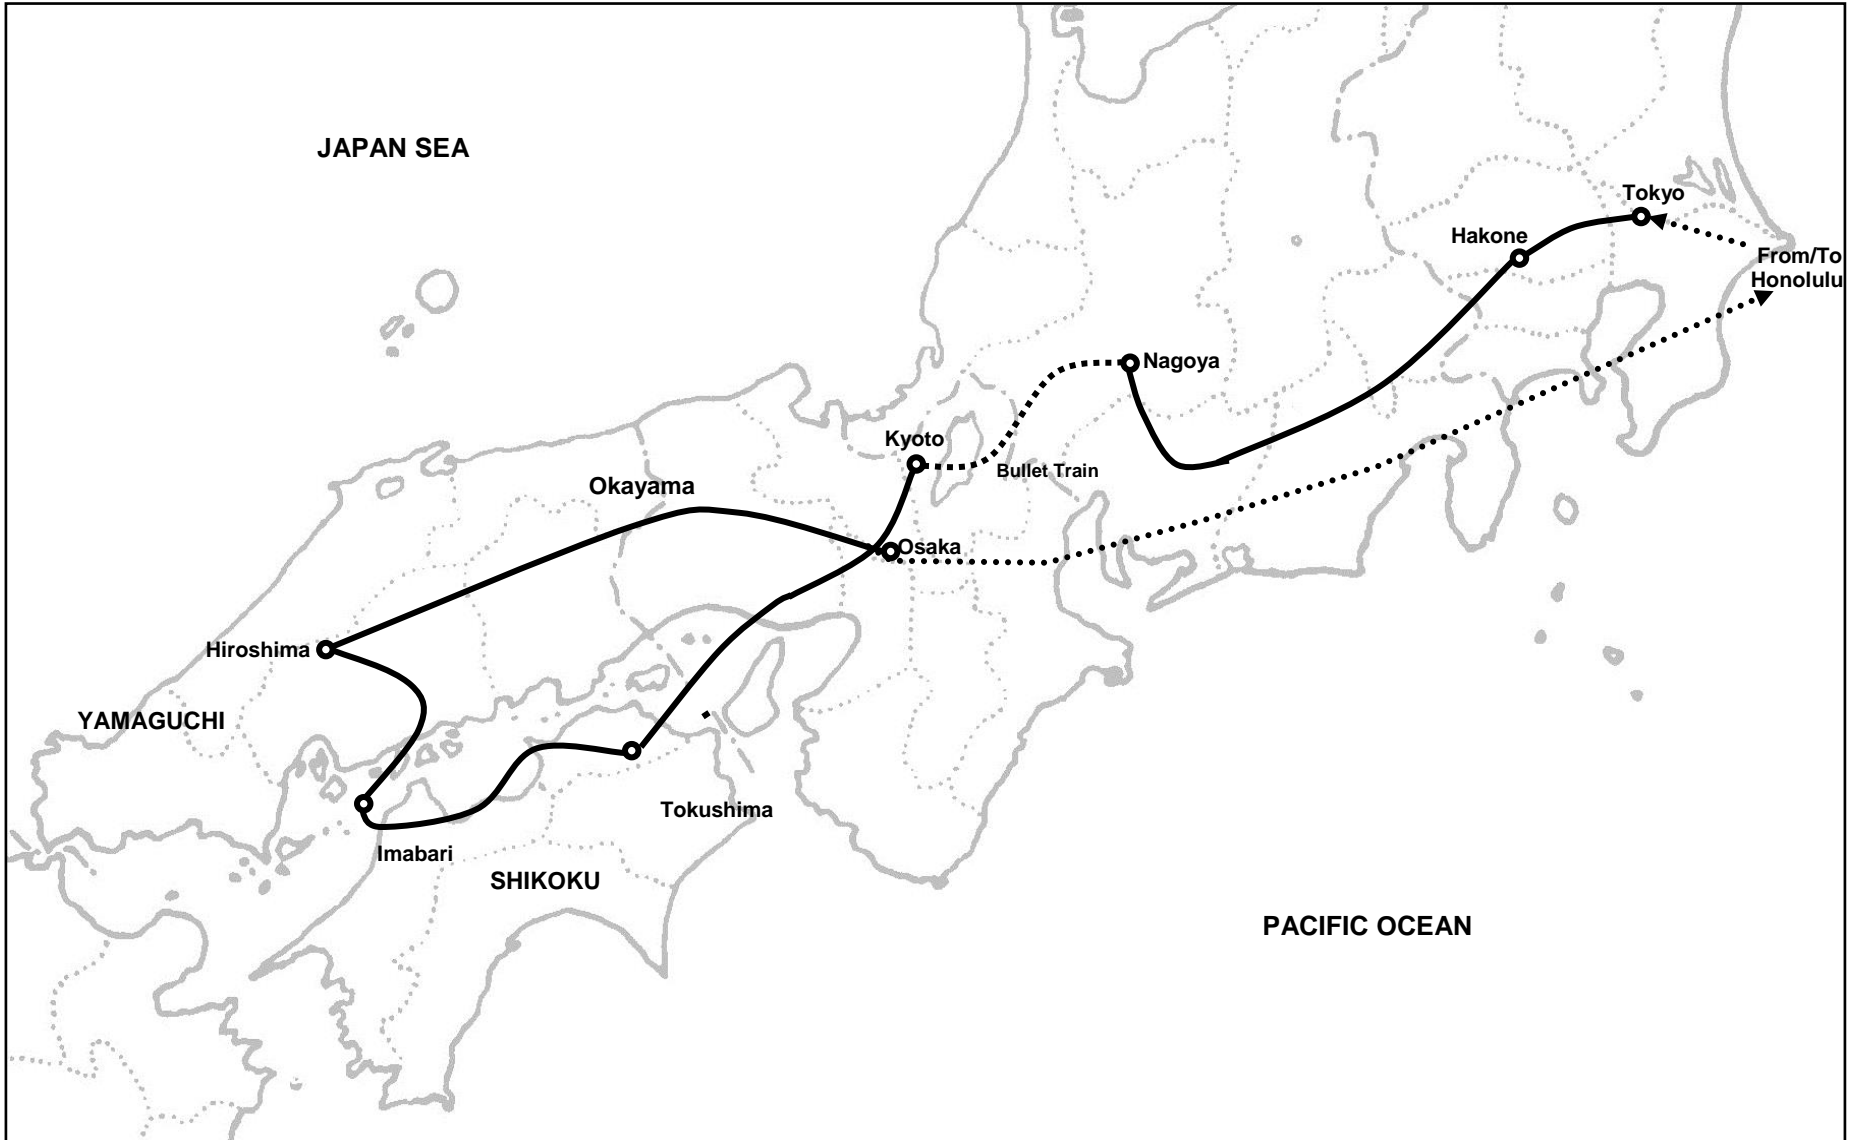 JAPAN SEA
Tokyo
Hakone
From/To
Honolulu
Nagoya
Kyoto
Bullet Train
Okayama
Osaka
Hiroshima
YAMAGUCHI
Tokushima
Imabari
SHIKOKU
PACIFIC OCEAN